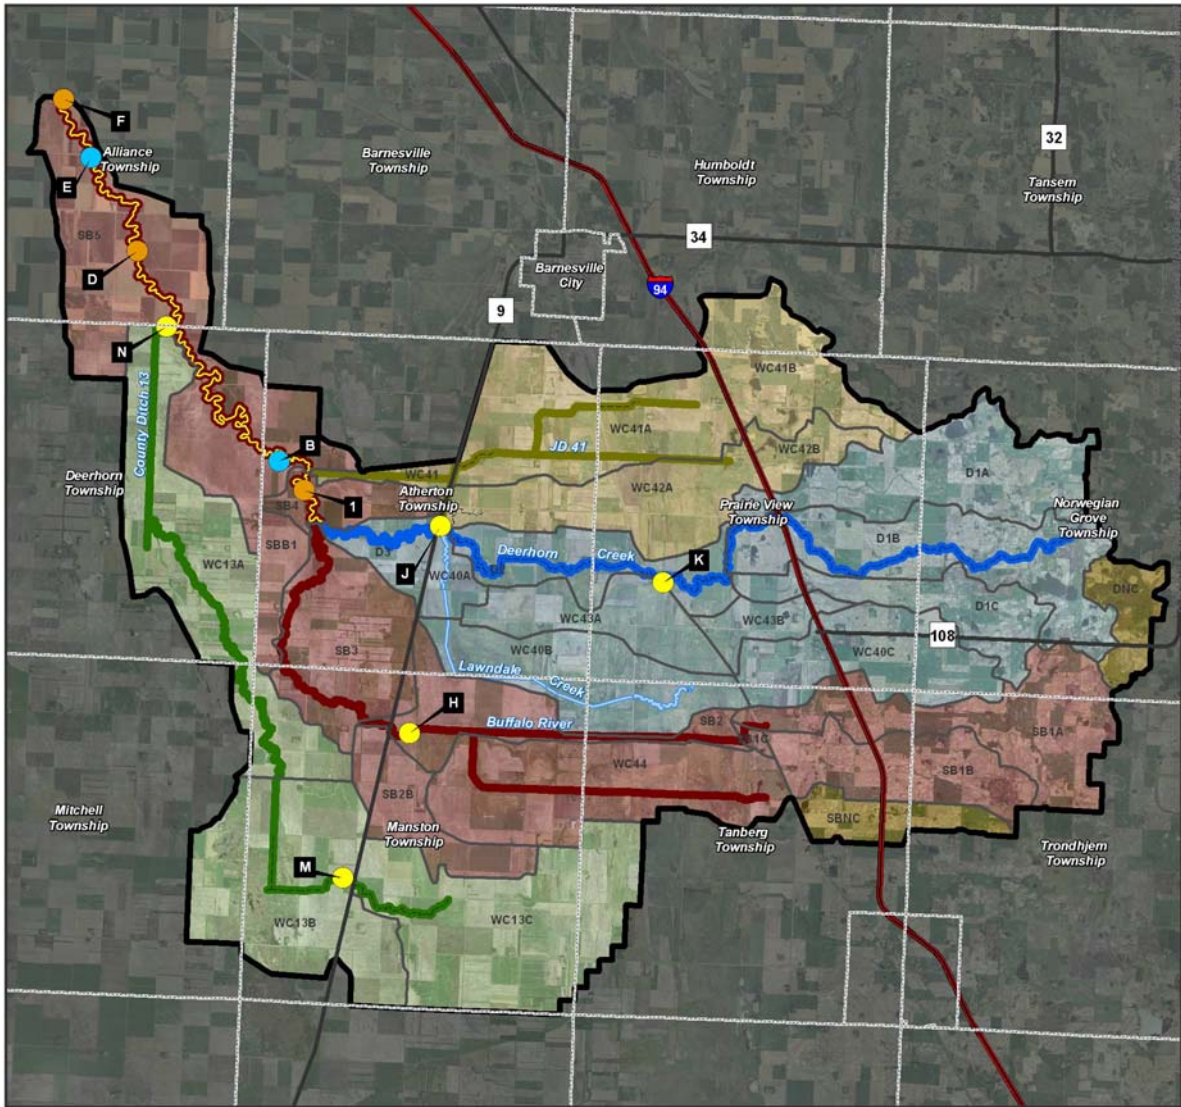 F
32
Alliance
Township
Barnesville
Township
Humboldt
Township
E
Tansem
Township
SB5
34
D
Barnesville
City
94
9
N
WC41B
County Ditch 13
WC41A
JD 41
WC42B
B
WC41
D1A
Deerhorn
Township
WC42A
Atherton
Township
SB4
1
Prairie View
Township
Norwegian
Grove
Township
SBB1
D3
D1B
Deerhorn
Creek
WC13A
J
WC40A
K
DNC
WC43A
D1C
WC43B
SB3
WC40B
WC40C
108
Lawndale
Creek
H
Buffalo River
SB2
SB1A
WC44
SB1B
SB2B
Mitchell
Township
Manston
Township
SBNC
Tanberg
Township
Trondhjem
Township
M
WC13B
WC13C